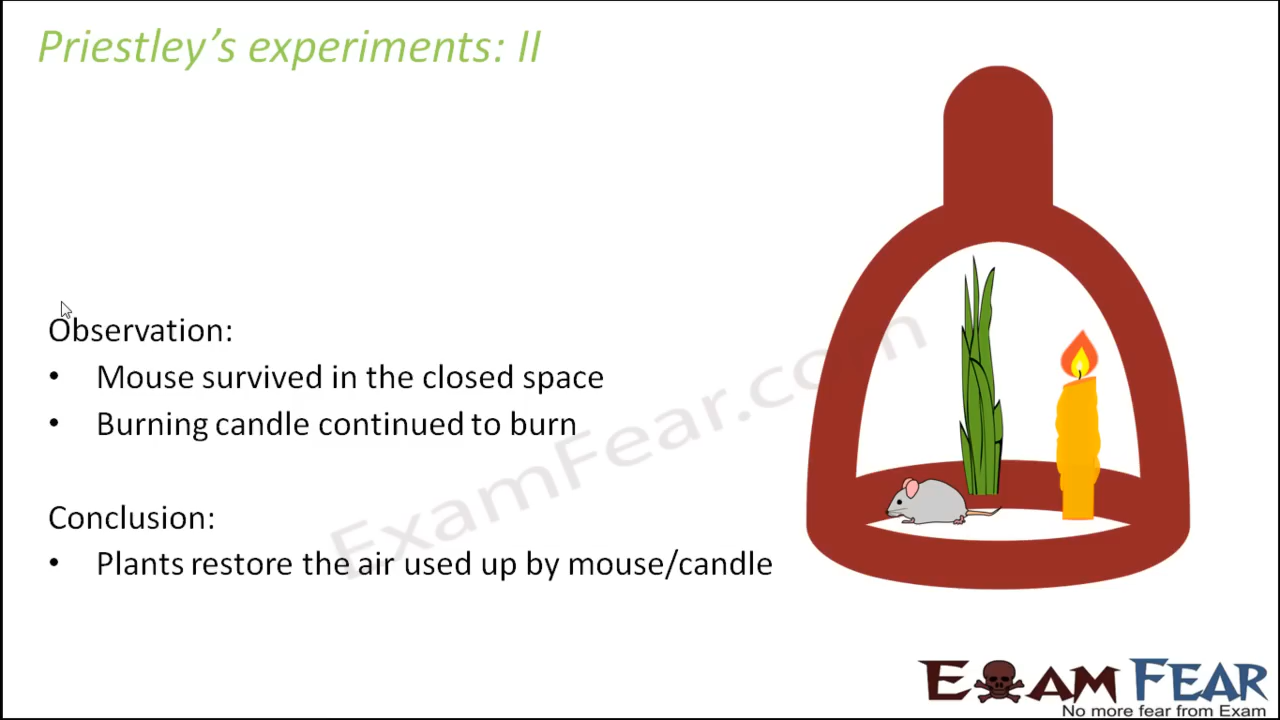 Priestley's experiments: II
Observation:
• Mouse survived in the closed space
• Burning candle continued to burn
Conclusion:
• Plants restore the air used up by mouse/candle
ExamFear.com
EXAM FEAR
No more fear from Exam